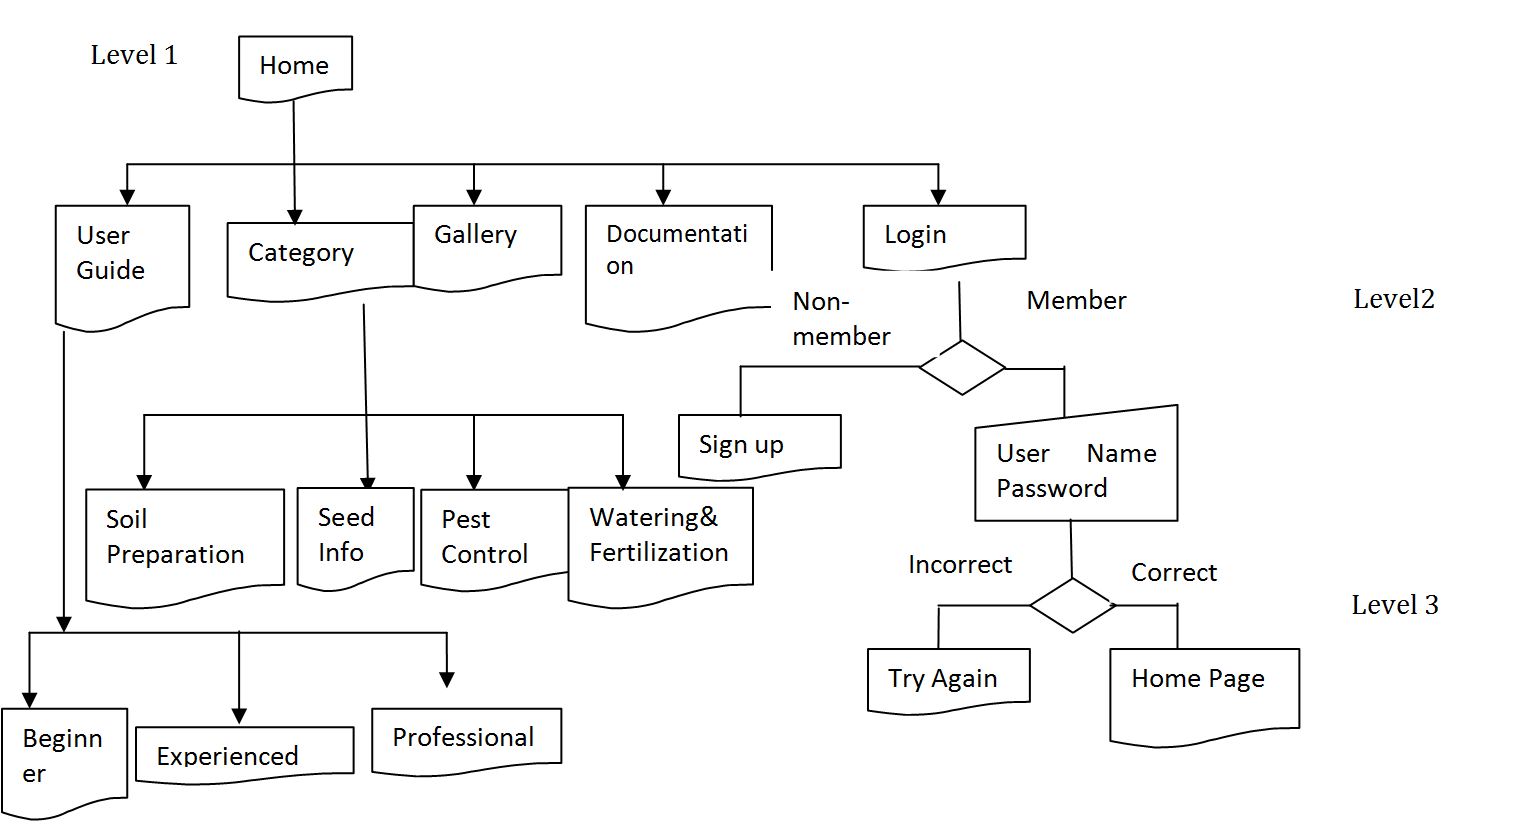 Level 1
Home
User
Guide
Category
Gallery
Documentati
on
Login
Non-
member
Member
Level2
Sign up
User Name
Password
Soil
Preparation
Seed
Info
Pest
Control
Watering&
Fertilization
Incorrect
Correct
Level 3
Try Again
Home Page
Beginn
er
Experienced
Professional